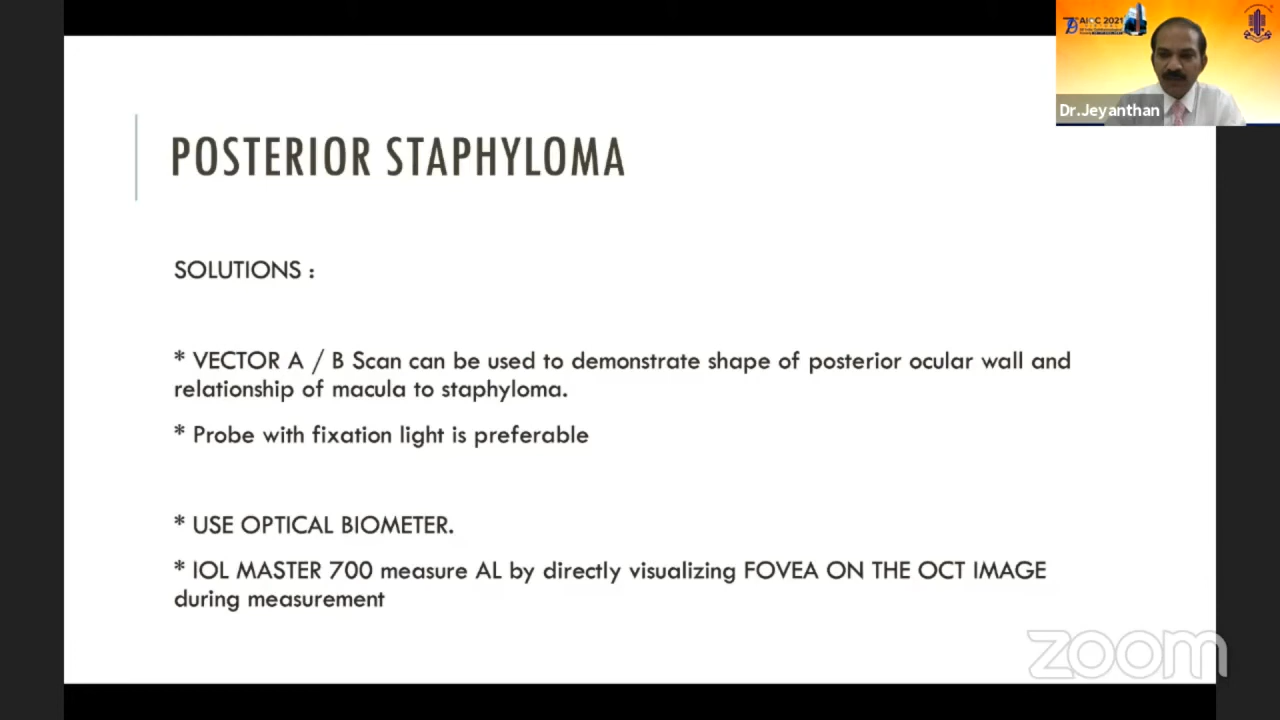 AIOC 2021
Dr.Jeyanthan
POSTERIOR STAPHYLOMA
SOLUTIONS :
* VECTOR A / B Scan can be used to demonstrate shape of posterior ocular wall and
relationship of macula to staphyloma.
* Probe with fixation light is preferable
* USE OPTICAL BIOMETER.
* IOL MASTER 700 measure AL by directly visualizing FOVEA ON THE OCT IMAGE
during measurement
zoom